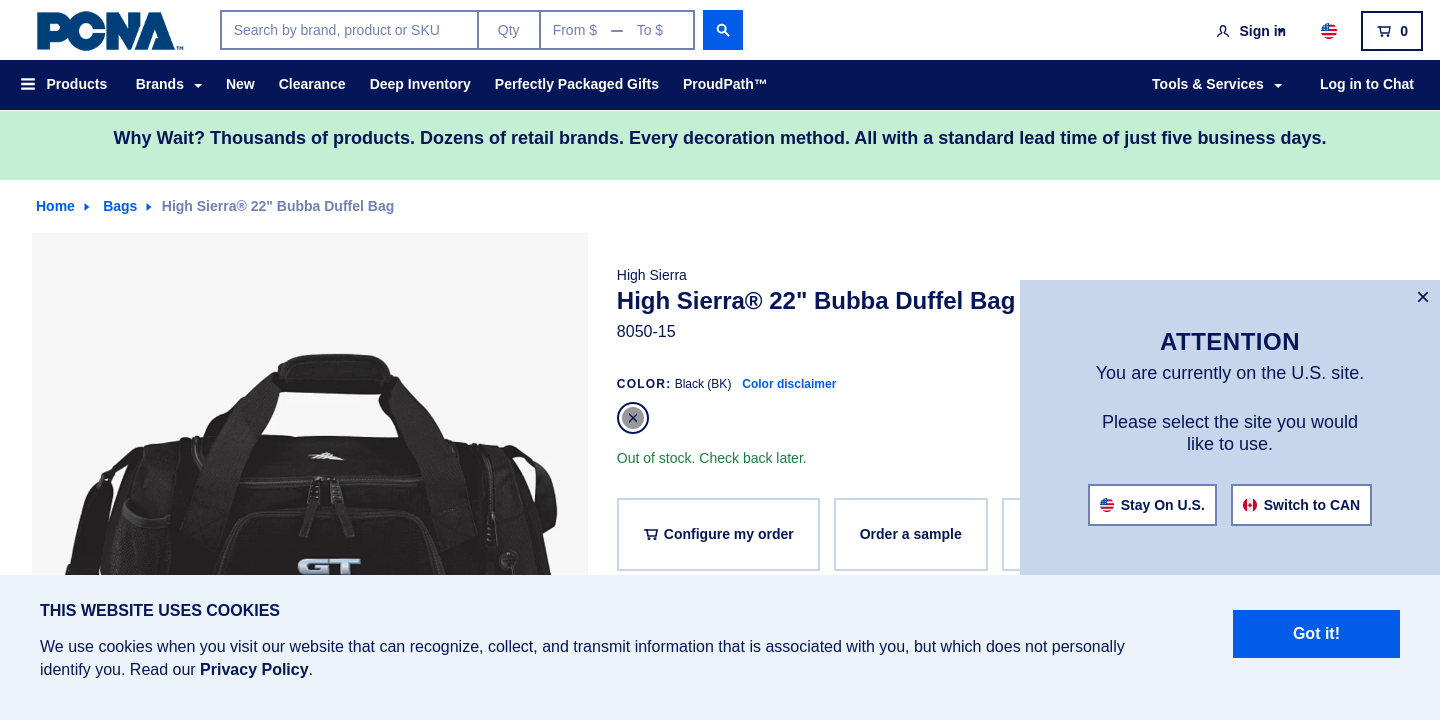 PCNA™
Search by brand, product or SKU
Qty
From $ — To $
Sign in
0
Products
Brands
New
Clearance
Deep Inventory
Perfectly Packaged Gifts
ProudPath™
Tools & Services
Log in to Chat
Why Wait? Thousands of products. Dozens of retail brands. Every decoration method. All with a standard lead time of just five business days.
Home
Bags
High Sierra® 22" Bubba Duffel Bag
High Sierra
High Sierra® 22" Bubba Duffel Bag
8050-15
COLOR: Black (BK) Color disclaimer
Out of stock. Check back later.
Configure my order
Order a sample
GT
ATTENTION
You are currently on the U.S. site.
Please select the site you would
like to use.
Stay On U.S.
Switch to CAN
THIS WEBSITE USES COOKIES
We use cookies when you visit our website that can recognize, collect, and transmit information that is associated with you, but which does not personally
identify you. Read our Privacy Policy.
Got it!